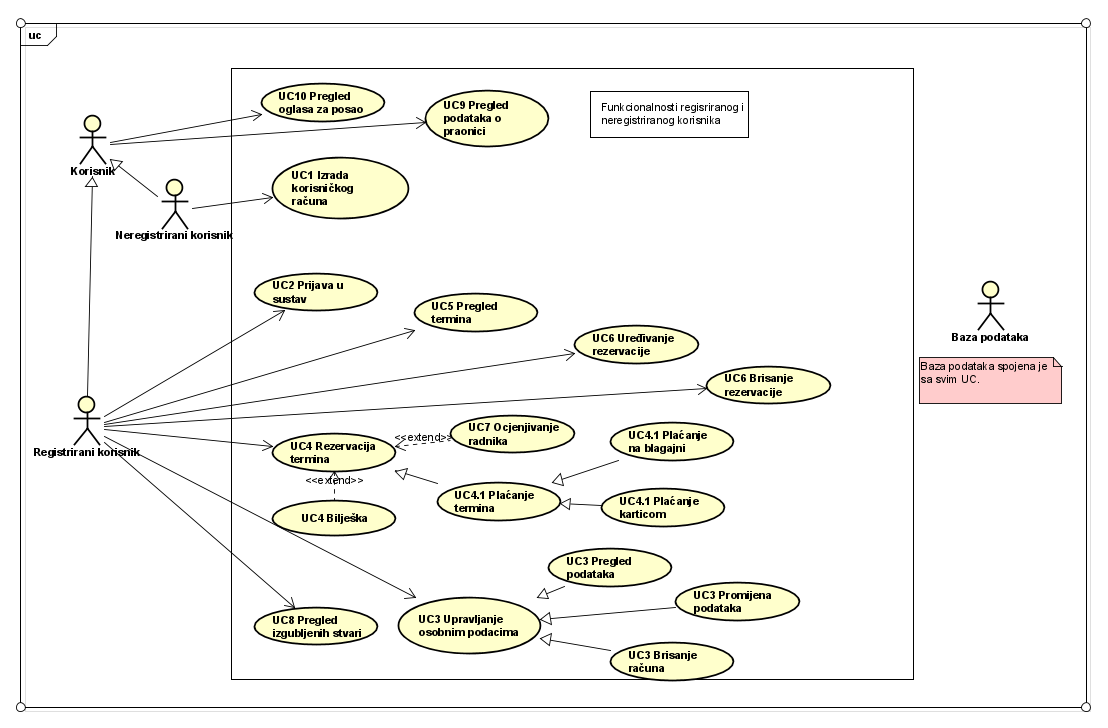 uc
UC10 Pregled
oglasa za posao
UC9 Pregled
podataka o
praonici
Funkcionalnosti regisriranog i
neregistriranog korisnika
Korisnik
UC1 Izrada
korisničkog
računa
Neregistrirani korisnik
UC2 Prijava u
sustav
UC5 Pregled
termina
Baza podataka
UC6 Uređivanje
rezervacije
Baza podataka spojena je
sa svim UC.
UC6 Brisanje
rezervacije
Registrirani korisnik
UC4 Rezervacija
termina
<<extend>>
UC7 Ocjenjivanje
radnika
UC4.1 Plaćanje
na blagajni
<<extend>>
UC4.1 Plaćanje
termina
UC4.1 Plaćanje
karticom
UC4 Bilješka
UC3 Pregled
podataka
UC3 Promijena
podataka
UC8 Pregled
izgubljenih stvari
UC3 Upravljanje
osobnim podacima
UC3 Brisanje
računa